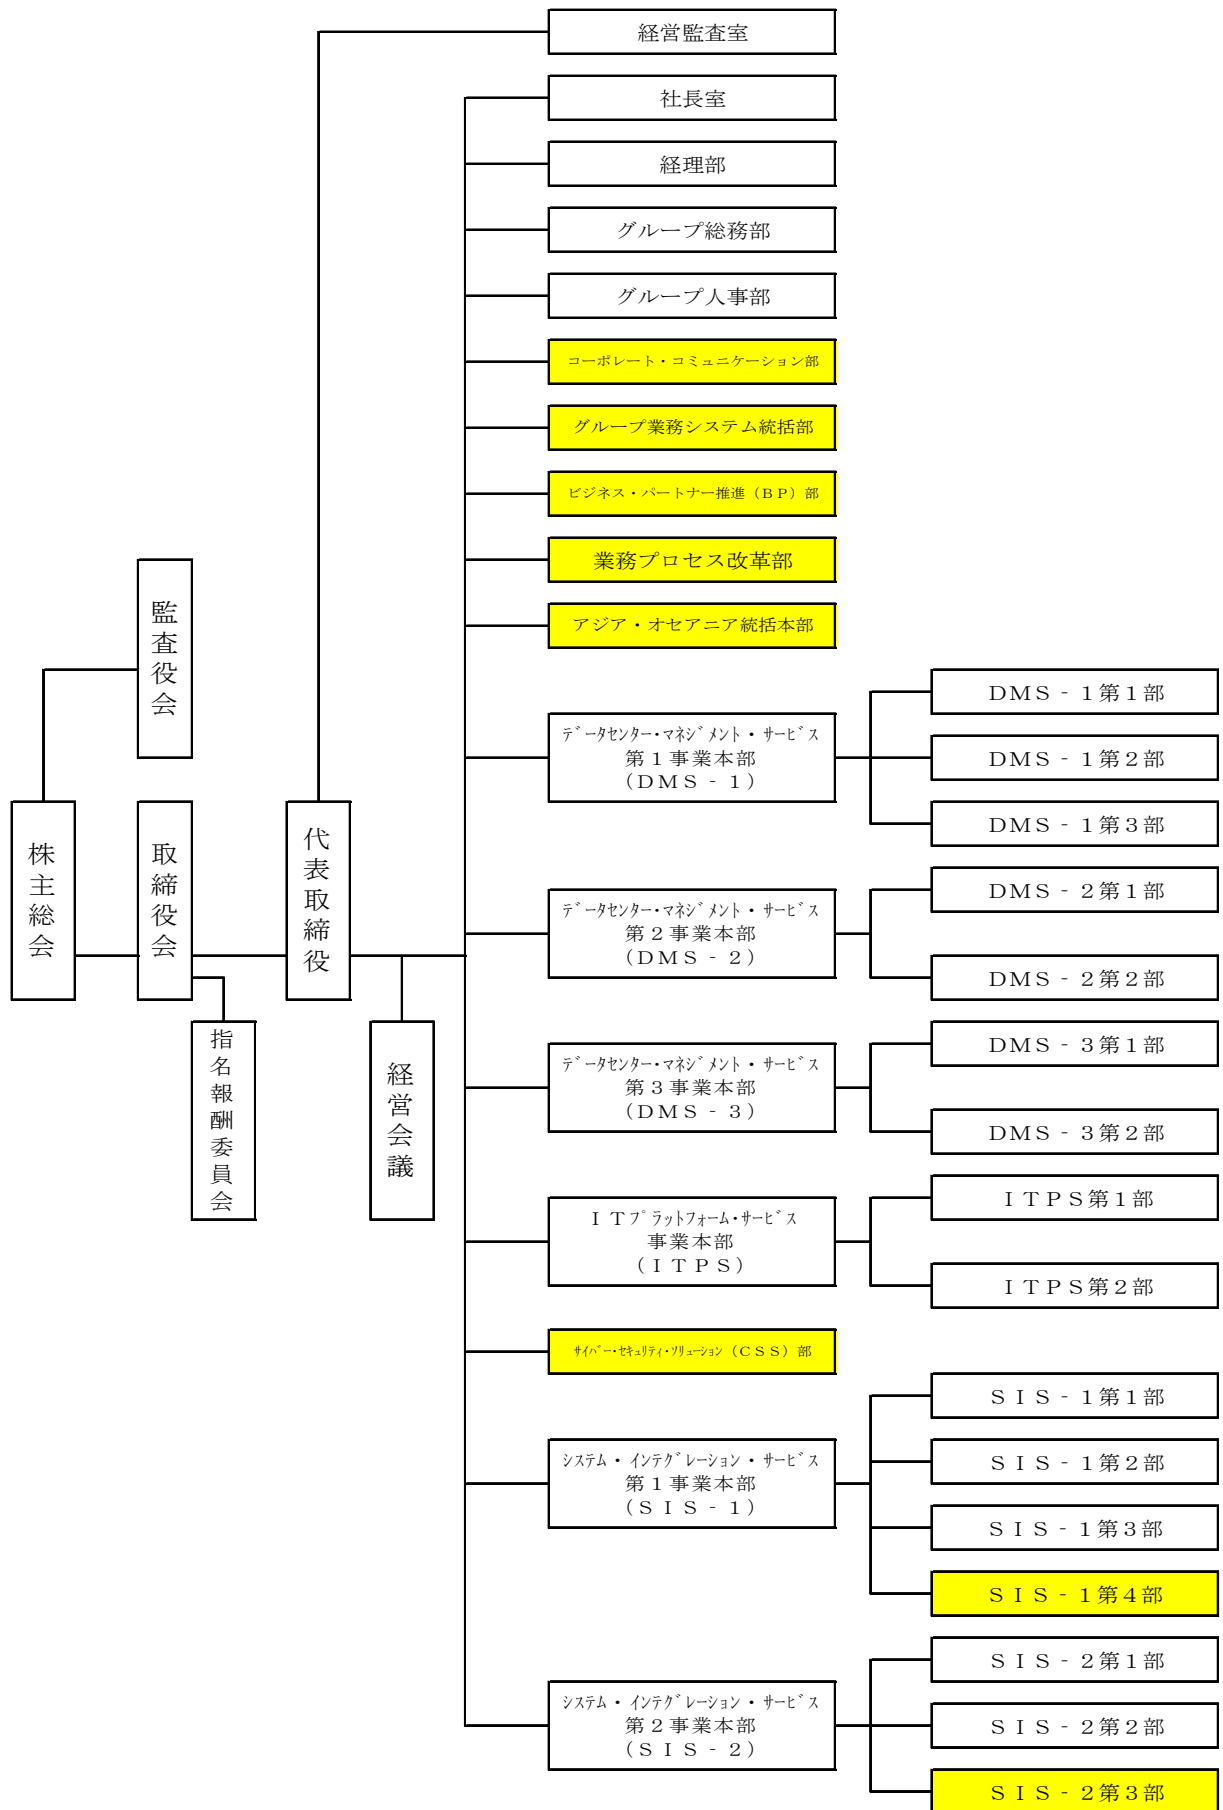 経営監査室
社長室
経理部
グループ総務部
グループ人事部
コーポレート・コミュニケーション部
グループ業務システム統括部
ビジネス・パートナー推進（ＢＰ）部
業務プロセス改革部
アジア・オセアニア統括本部
監査役会
株主総会
取締役会
代表取締役
指名報酬委員会
経営会議
ﾃﾞｰﾀｾﾝﾀｰ・ﾏﾈｼﾞﾒﾝﾄ・ｻｰﾋﾞｽ
第１事業本部
（ＤＭＳ‐１）
ＤＭＳ‐１第１部
ＤＭＳ‐１第２部
ＤＭＳ‐１第３部
ﾃﾞｰﾀｾﾝﾀｰ・ﾏﾈｼﾞﾒﾝﾄ・ｻｰﾋﾞｽ
第２事業本部
（ＤＭＳ‐２）
ＤＭＳ‐２第１部
ＤＭＳ‐２第２部
ﾃﾞｰﾀｾﾝﾀｰ・ﾏﾈｼﾞﾒﾝﾄ・ｻｰﾋﾞｽ
第３事業本部
（ＤＭＳ‐３）
ＤＭＳ‐３第１部
ＤＭＳ‐３第２部
ＩＴﾌﾟﾗｯﾄﾌｫｰﾑ・ｻｰﾋﾞｽ
事業本部
（ＩＴＰＳ）
ＩＴＰＳ第１部
ＩＴＰＳ第２部
ｻｲﾊﾞｰ・ｾｷｭﾘﾃｨ・ｿﾘｭｰｼｮﾝ（ＣＳＳ）部
ｼｽﾃﾑ・ｲﾝﾃｸﾞﾚｰｼｮﾝ・ｻｰﾋﾞｽ
第１事業本部
（ＳＩＳ‐１）
ＳＩＳ‐１第１部
ＳＩＳ‐１第２部
ＳＩＳ‐１第３部
ＳＩＳ‐１第４部
ｼｽﾃﾑ・ｲﾝﾃｸﾞﾚｰｼｮﾝ・ｻｰﾋﾞｽ
第２事業本部
（ＳＩＳ‐２）
ＳＩＳ‐２第１部
ＳＩＳ‐２第２部
ＳＩＳ‐２第３部